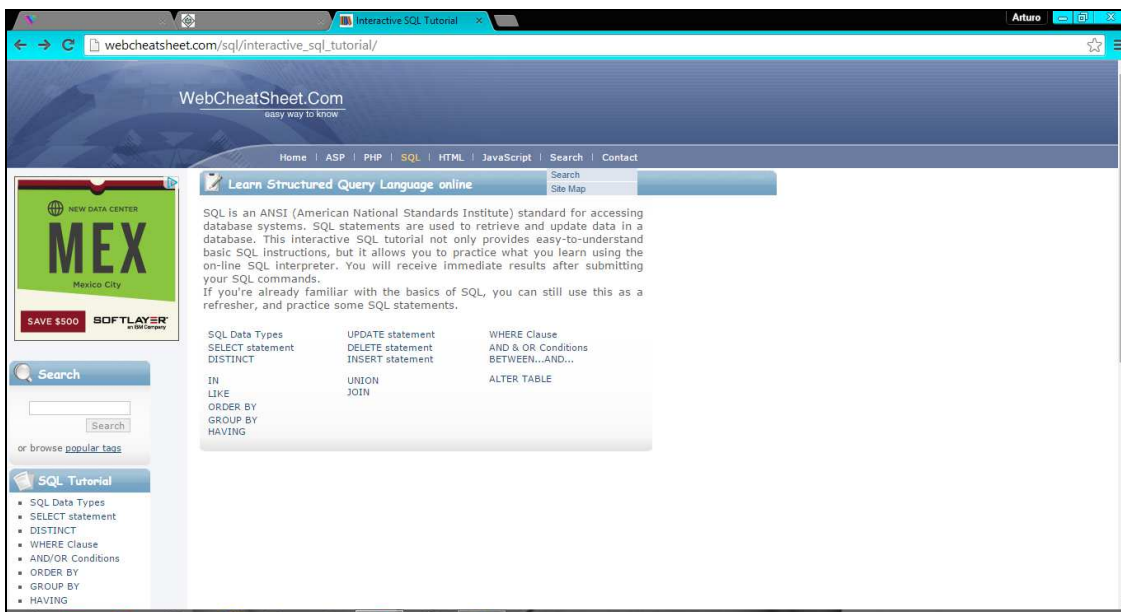 Interactive SQL Tutorial
Arturo
webcheatsheet.com/sql/interactive_sql_tutorial/
WebCheatSheet.Com
easy way to know
Home | ASP | PHP | SQL | HTML | JavaScript | Search | Contact
Search
Site Map
NEW DATA CENTER
MEX
Mexico City
SAVE $500 SOFTLAYER
an IBM Company
Learn Structured Query Language online
SQL is an ANSI (American National Standards Institute) standard for accessing
database systems. SQL statements are used to retrieve and update data in a
database. This interactive SQL tutorial not only provides easy-to-understand
basic SQL instructions, but it allows you to practice what you learn using the
on-line SQL interpreter. You will receive immediate results after submitting
your SQL commands.
If you're already familiar with the basics of SQL, you can still use this as a
refresher, and practice some SQL statements.
SQL Data Types UPDATE statement WHERE Clause
SELECT statement DELETE statement AND & OR Conditions
DISTINCT INSERT statement BETWEEN...AND...
IN UNION ALTER TABLE
LIKE JOIN
ORDER BY
GROUP BY
HAVING
Search
Search
or browse popular tags
SQL Tutorial
SQL Data Types
SELECT statement
DISTINCT
WHERE Clause
AND/OR Conditions
ORDER BY
GROUP BY
HAVING